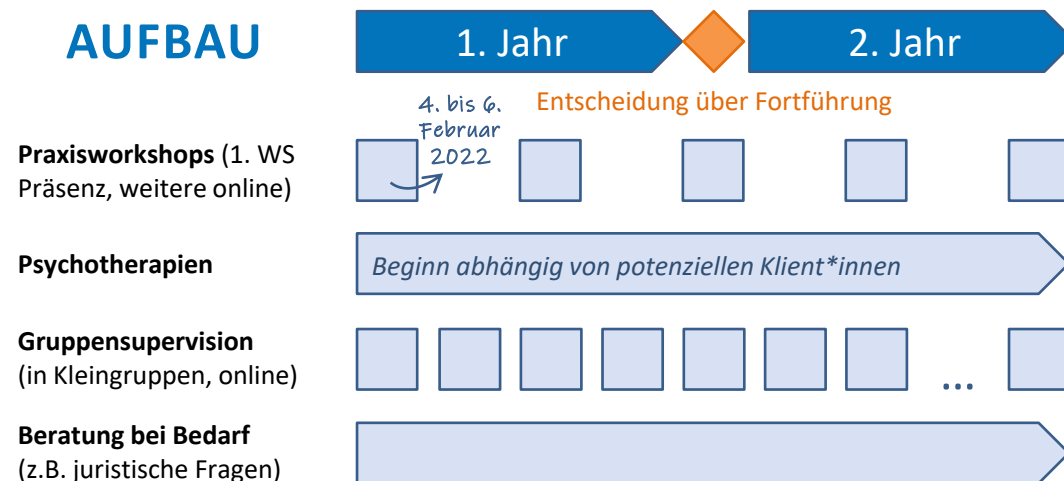 AUFBAU
1. Jahr
2. Jahr
Entscheidung über Fortführung
4. bis 6.
Februar
2022
Praxisworkshops (1. WS
Präsenz, weitere online)
Psychotherapien
Beginn abhängig von potenziellen Klient*innen
Gruppensupervision
(in Kleingruppen, online)
...
Beratung bei Bedarf
(z.B. juristische Fragen)